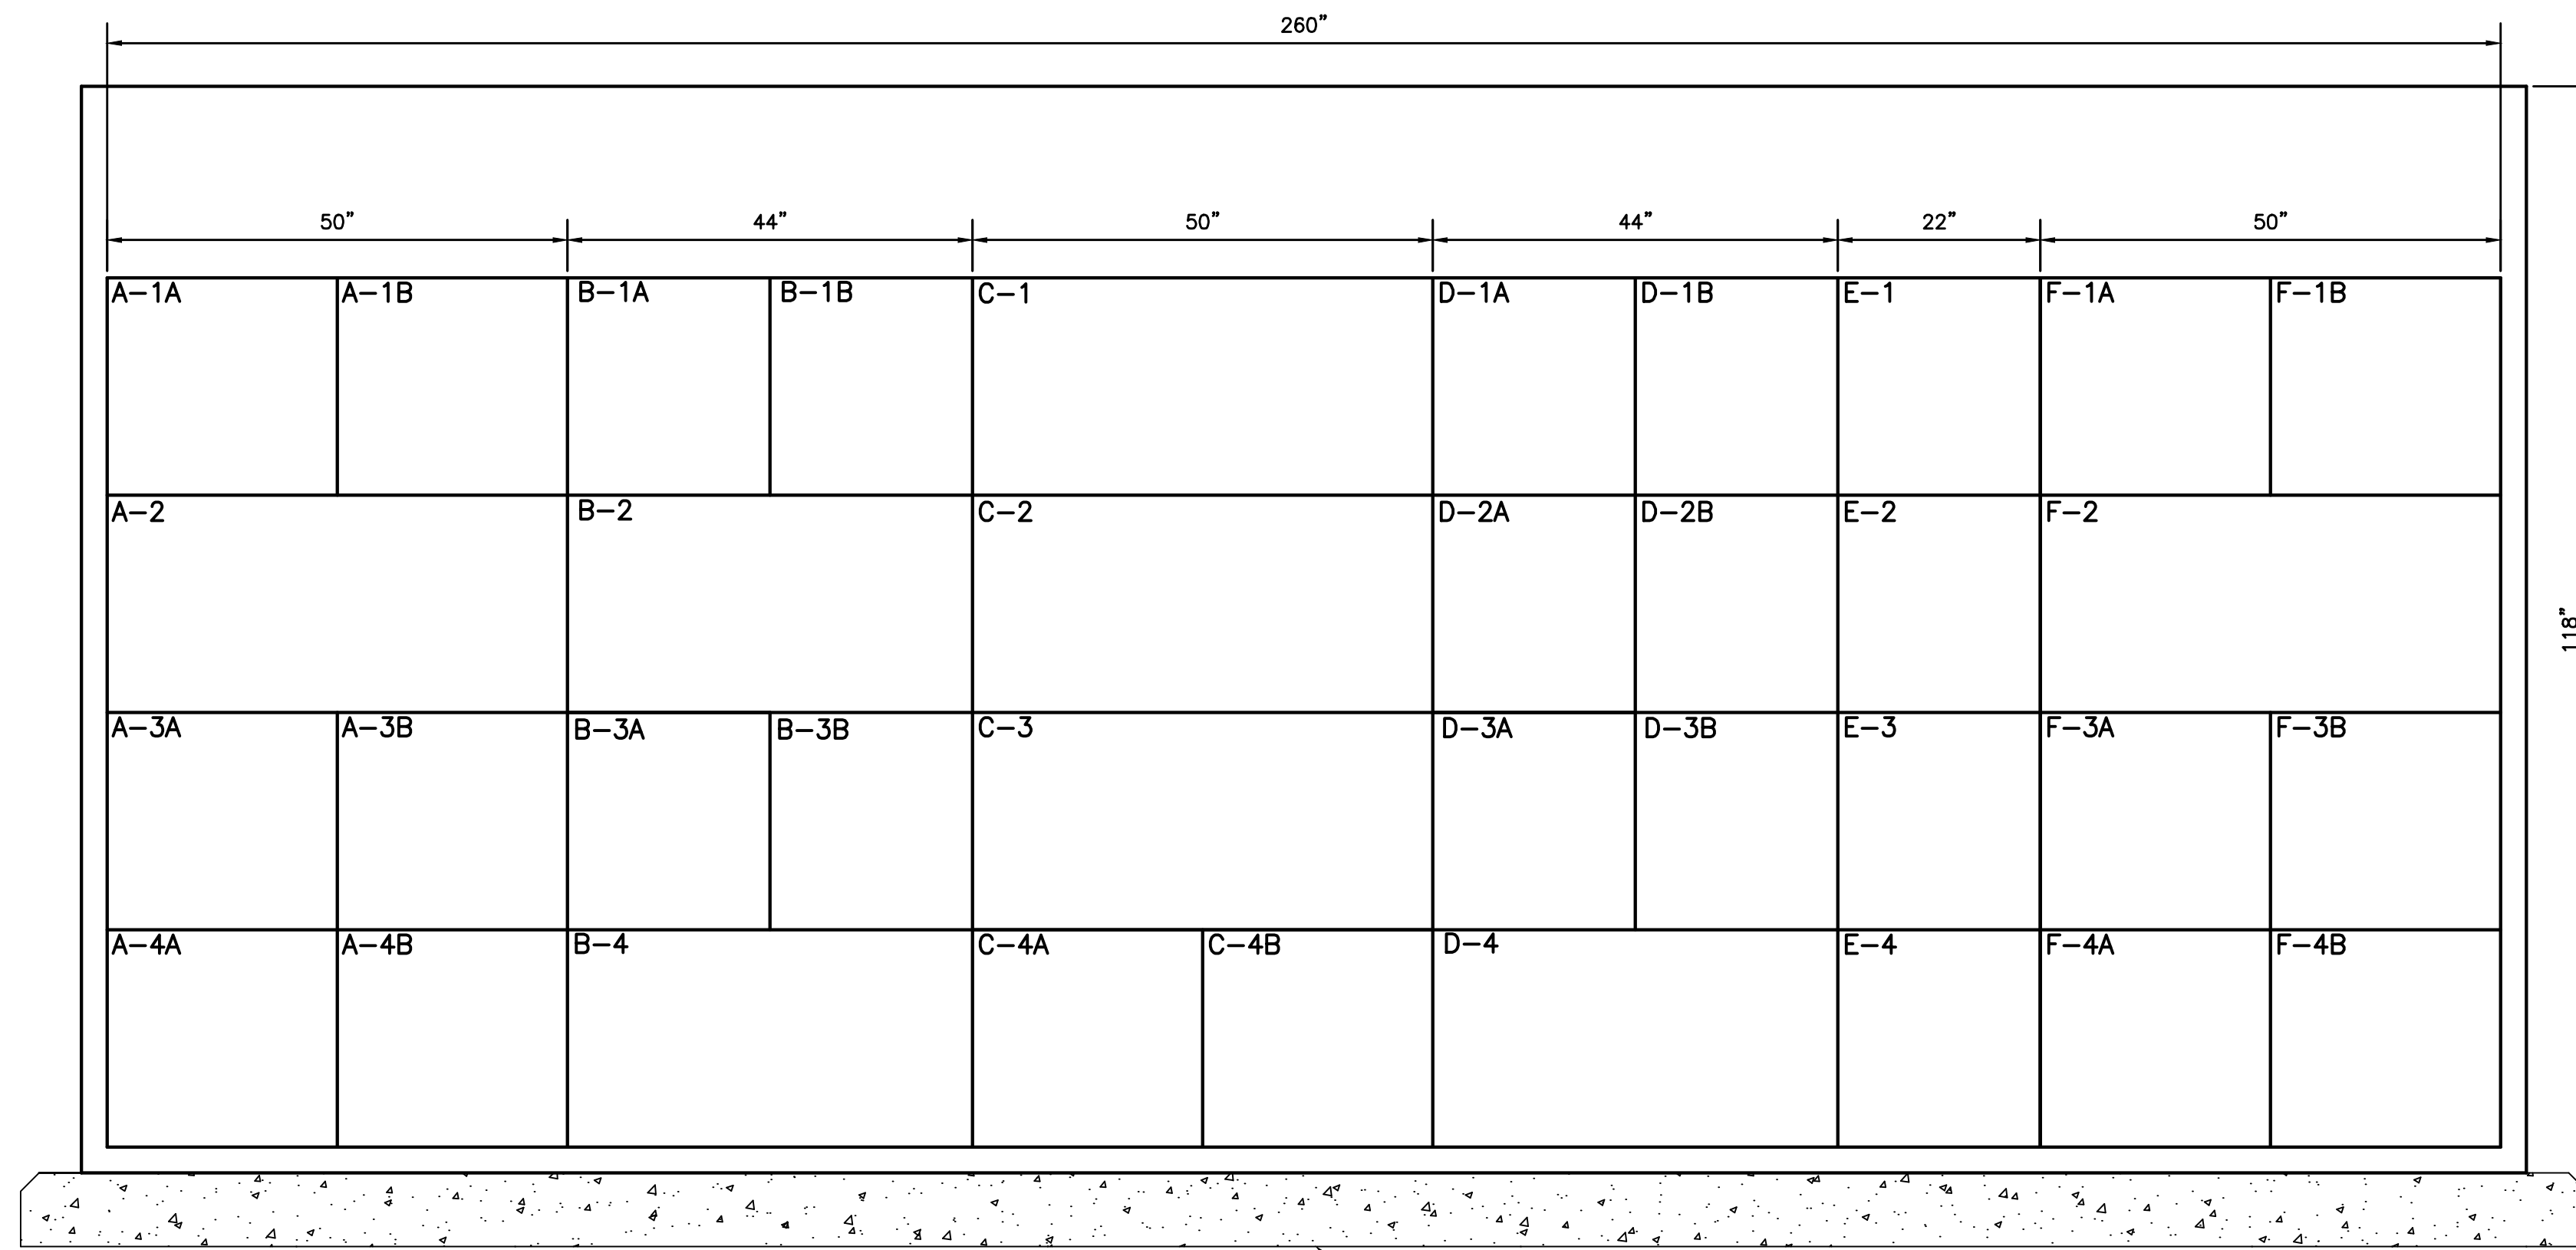 260”
50” 44” 50” 44” 22” 50”
A-1A A-1B B-1A B-1B C-1 D-1A D-1B E-1 F-1A F-1B
A-2 B-2 C-2 D-2A D-2B E-2 F-2
118”
A-3A A-3B B-3A B-3B C-3 D-3A D-3B E-3 F-3A F-3B
A-4A A-4B B-4 C-4A C-4B D-4 E-4 F-4A F-4B